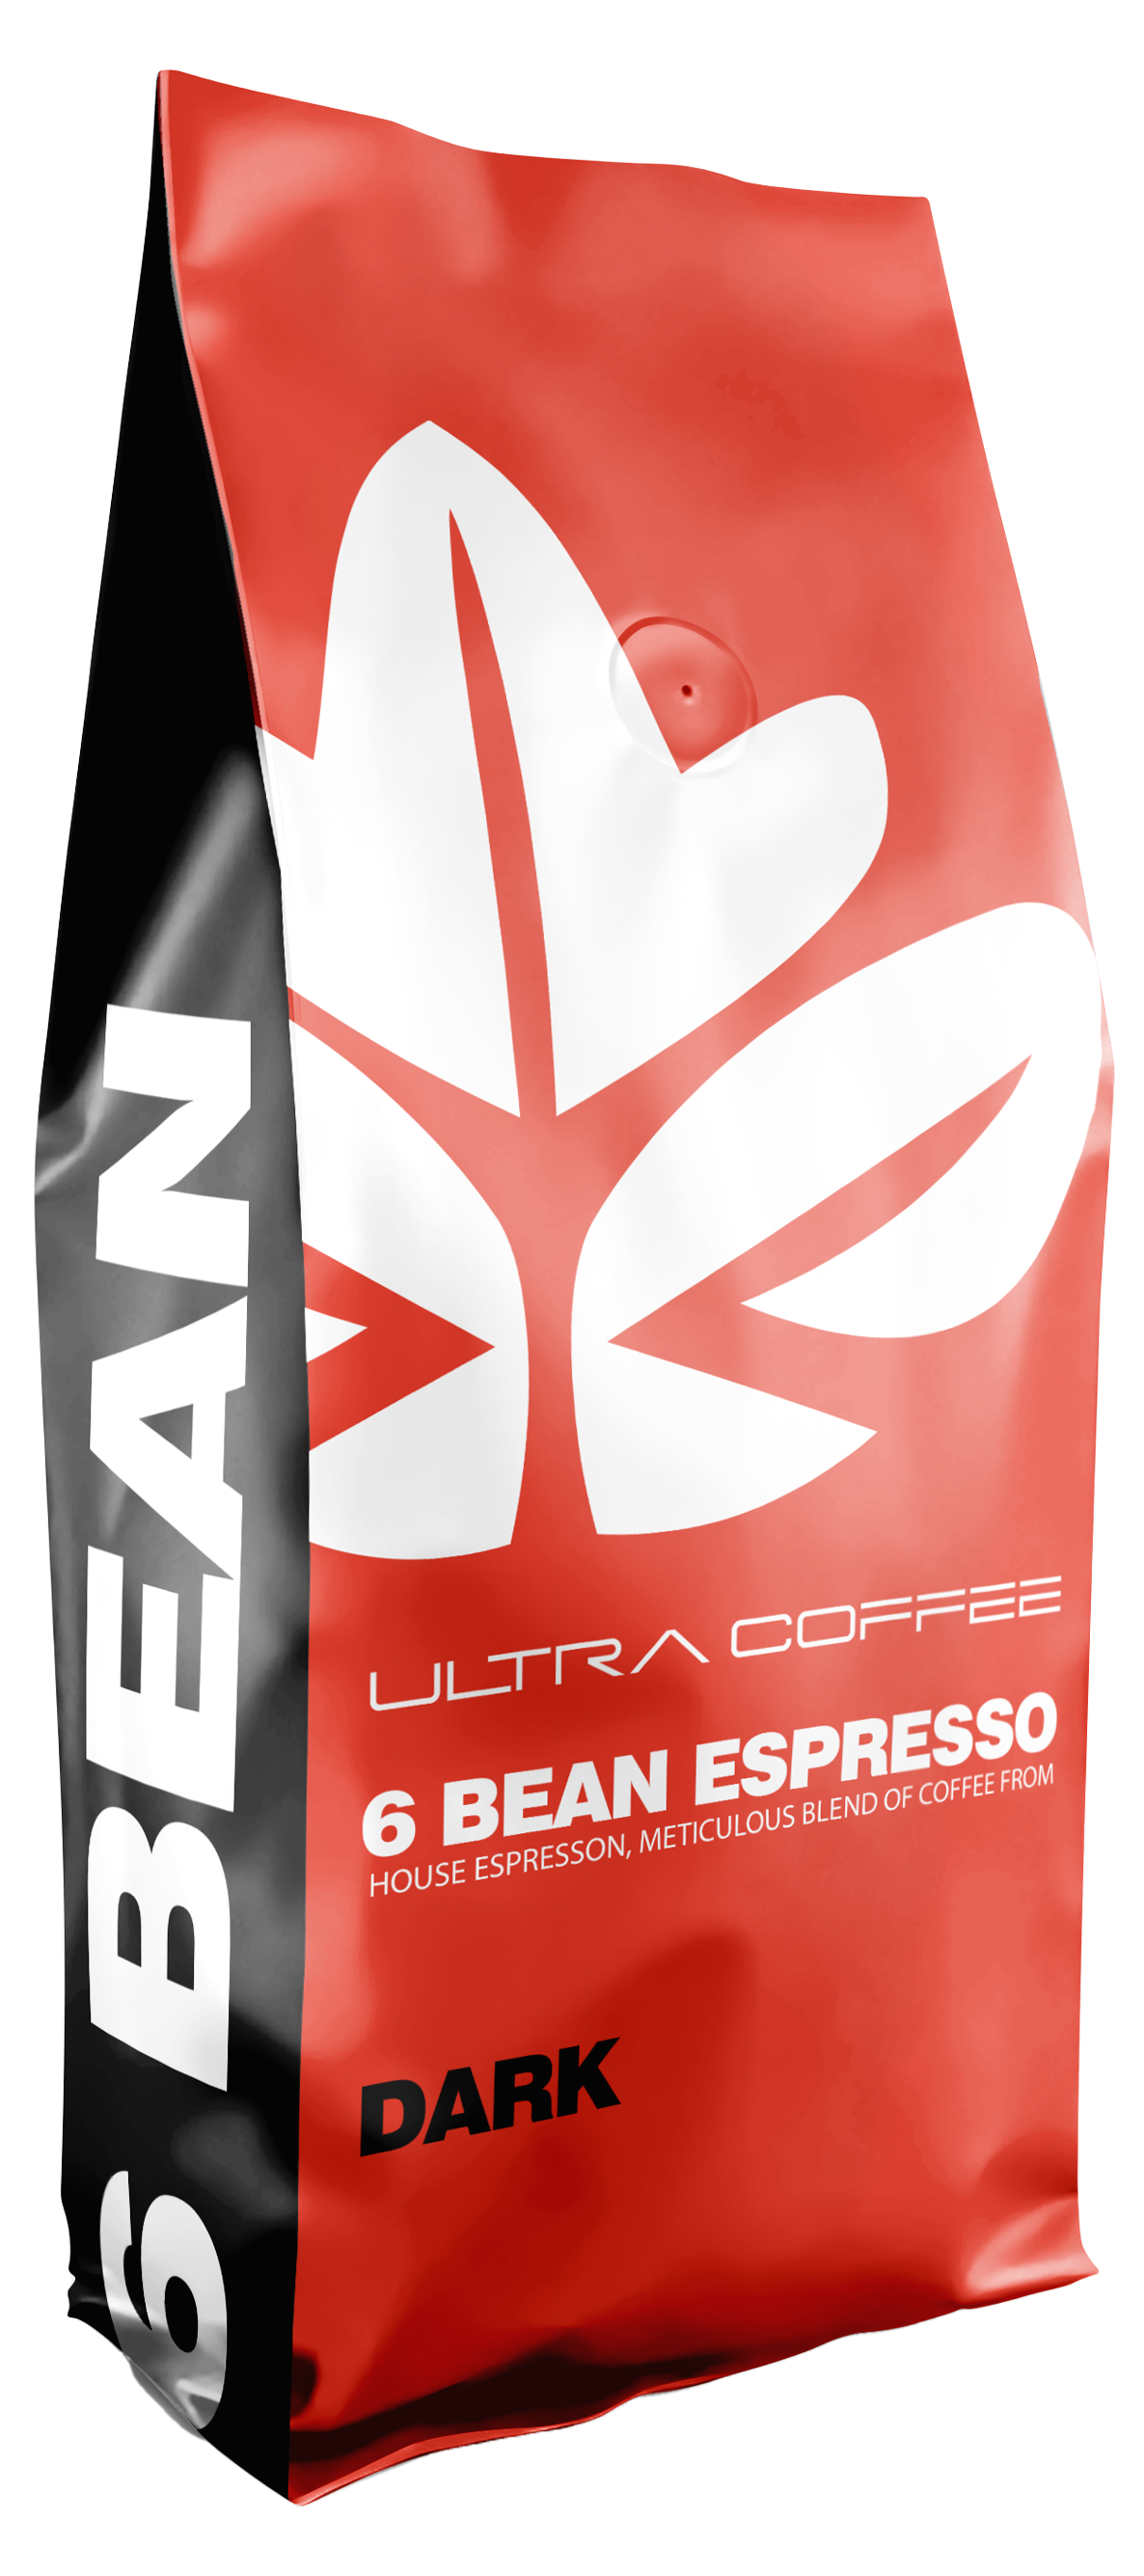 6 BEAN
ULTRA COFFEE
6 BEAN ESPRESSO
HOUSE ESPRESSON, METICULOUS BLEND OF COFFEE FROM
DARK